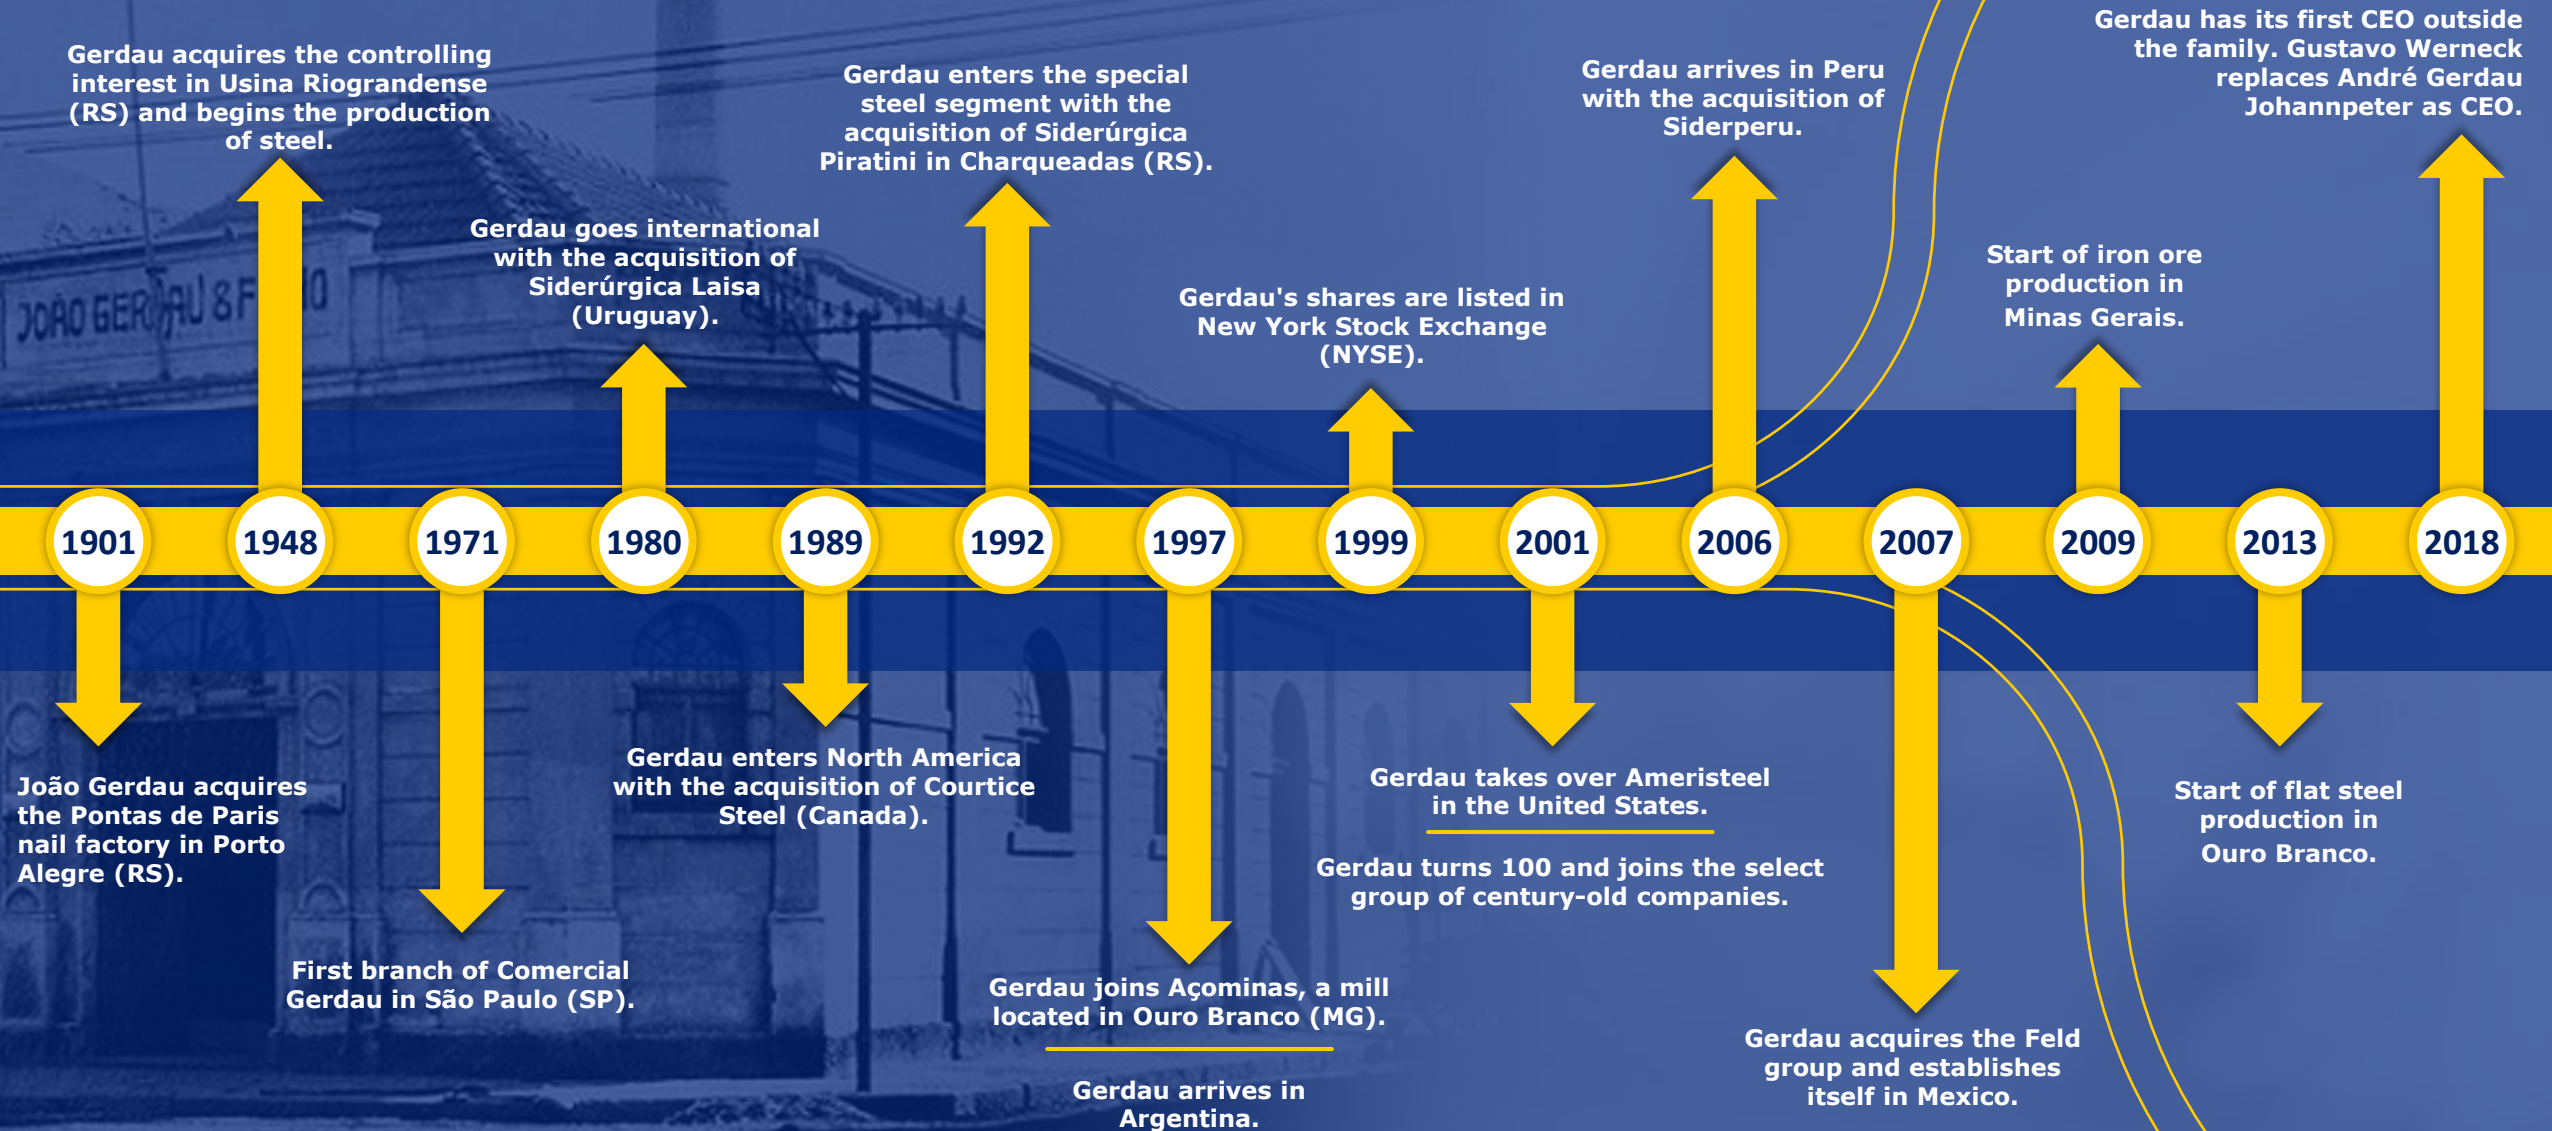 Gerdau acquires the controlling
interest in Usina Riograndense
(RS) and begins the production
of steel.
Gerdau goes international
with the acquisition of
Siderúrgica Laisa
(Uruguay).
Gerdau enters the special
steel segment with the
acquisition of Siderúrgica
Piratini in Charqueadas (RS).
Gerdau's shares are listed in
New York Stock Exchange
(NYSE).
Gerdau arrives in Peru
with the acquisition of
Siderperu.
Start of iron ore
production in
Minas Gerais.
Gerdau has its first CEO outside
the family. Gustavo Werneck
replaces André Gerdau
Johannpeter as CEO.
JOÃO GERDAU &
1901
1948
1971
1980
1989
1992
1997
1999
2001
2006
2007
2009
2013
2018
João Gerdau acquires
the Pontas de Paris
nail factory in Porto
Alegre (RS).
First branch of Comercial
Gerdau in São Paulo (SP).
Gerdau enters North America
with the acquisition of Courtice
Steel (Canada).
Gerdau joins Açominas, a mill
located in Ouro Branco (MG).
Gerdau arrives in
Argentina.
Gerdau takes over Ameristeel
in the United States.
Gerdau turns 100 and joins the select
group of century-old companies.
Gerdau acquires the Feld
group and establishes
itself in Mexico.
Start of flat steel
production in
Ouro Branco.